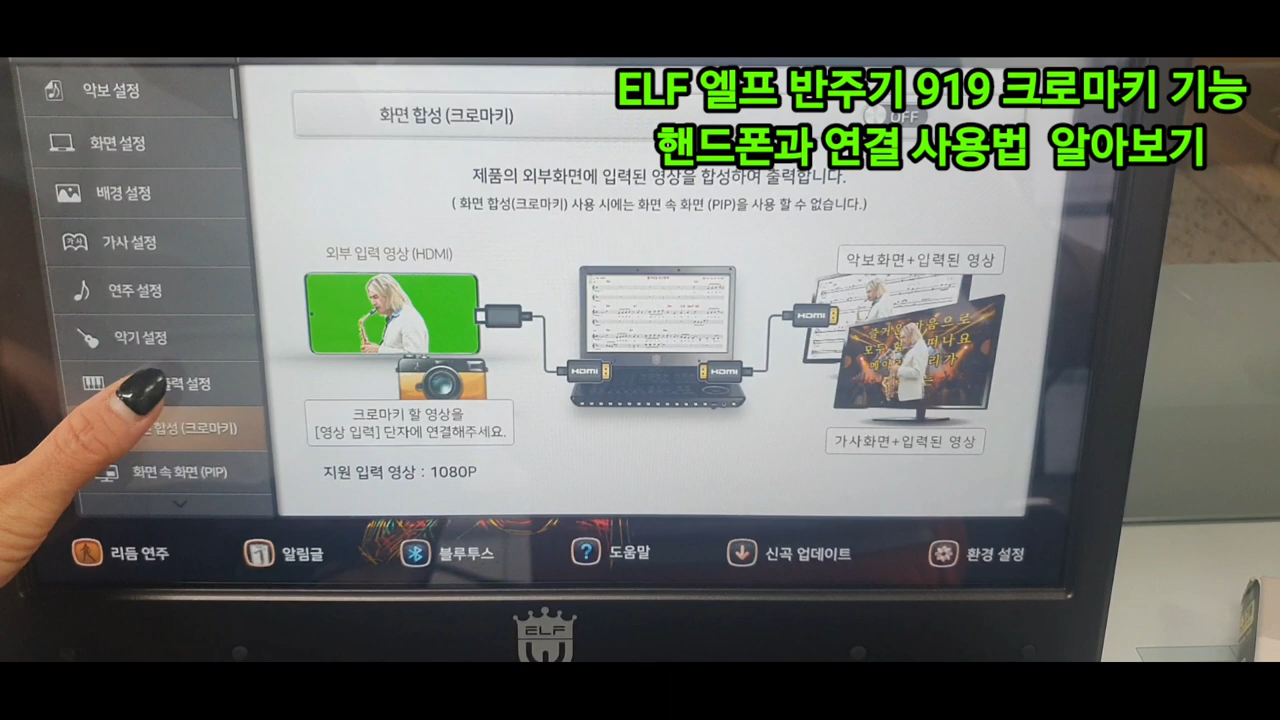 ELF 엘프 반주기 919 크로마키 기능
핸드폰과 연결 사용법 알아보기
악보 설정
화면 설정
배경 설정
가사 설정
연주 설정
악기 설정
출력 설정
합성 (크로마키)
화면 속 화면 (PIP)
화면 합성 (크로마키)
OFF
제품의 외부화면에 입력된 영상을 합성하여 출력합니다.
( 화면 합성(크로마키) 사용 시에는 화면 속 화면 (PIP)을 사용 할 수 없습니다.)
외부 입력 영상 (HDMI)
악보화면+입력된 영상
HDMI
HDMI
HDMI
크로마키 할 영상을
[영상 입력] 단자에 연결해주세요.
가사화면+입력된 영상
지원 입력 영상 : 1080P
리듬 연주
알림글
블루투스
도움말
신곡 업데이트
환경 설정
ELF